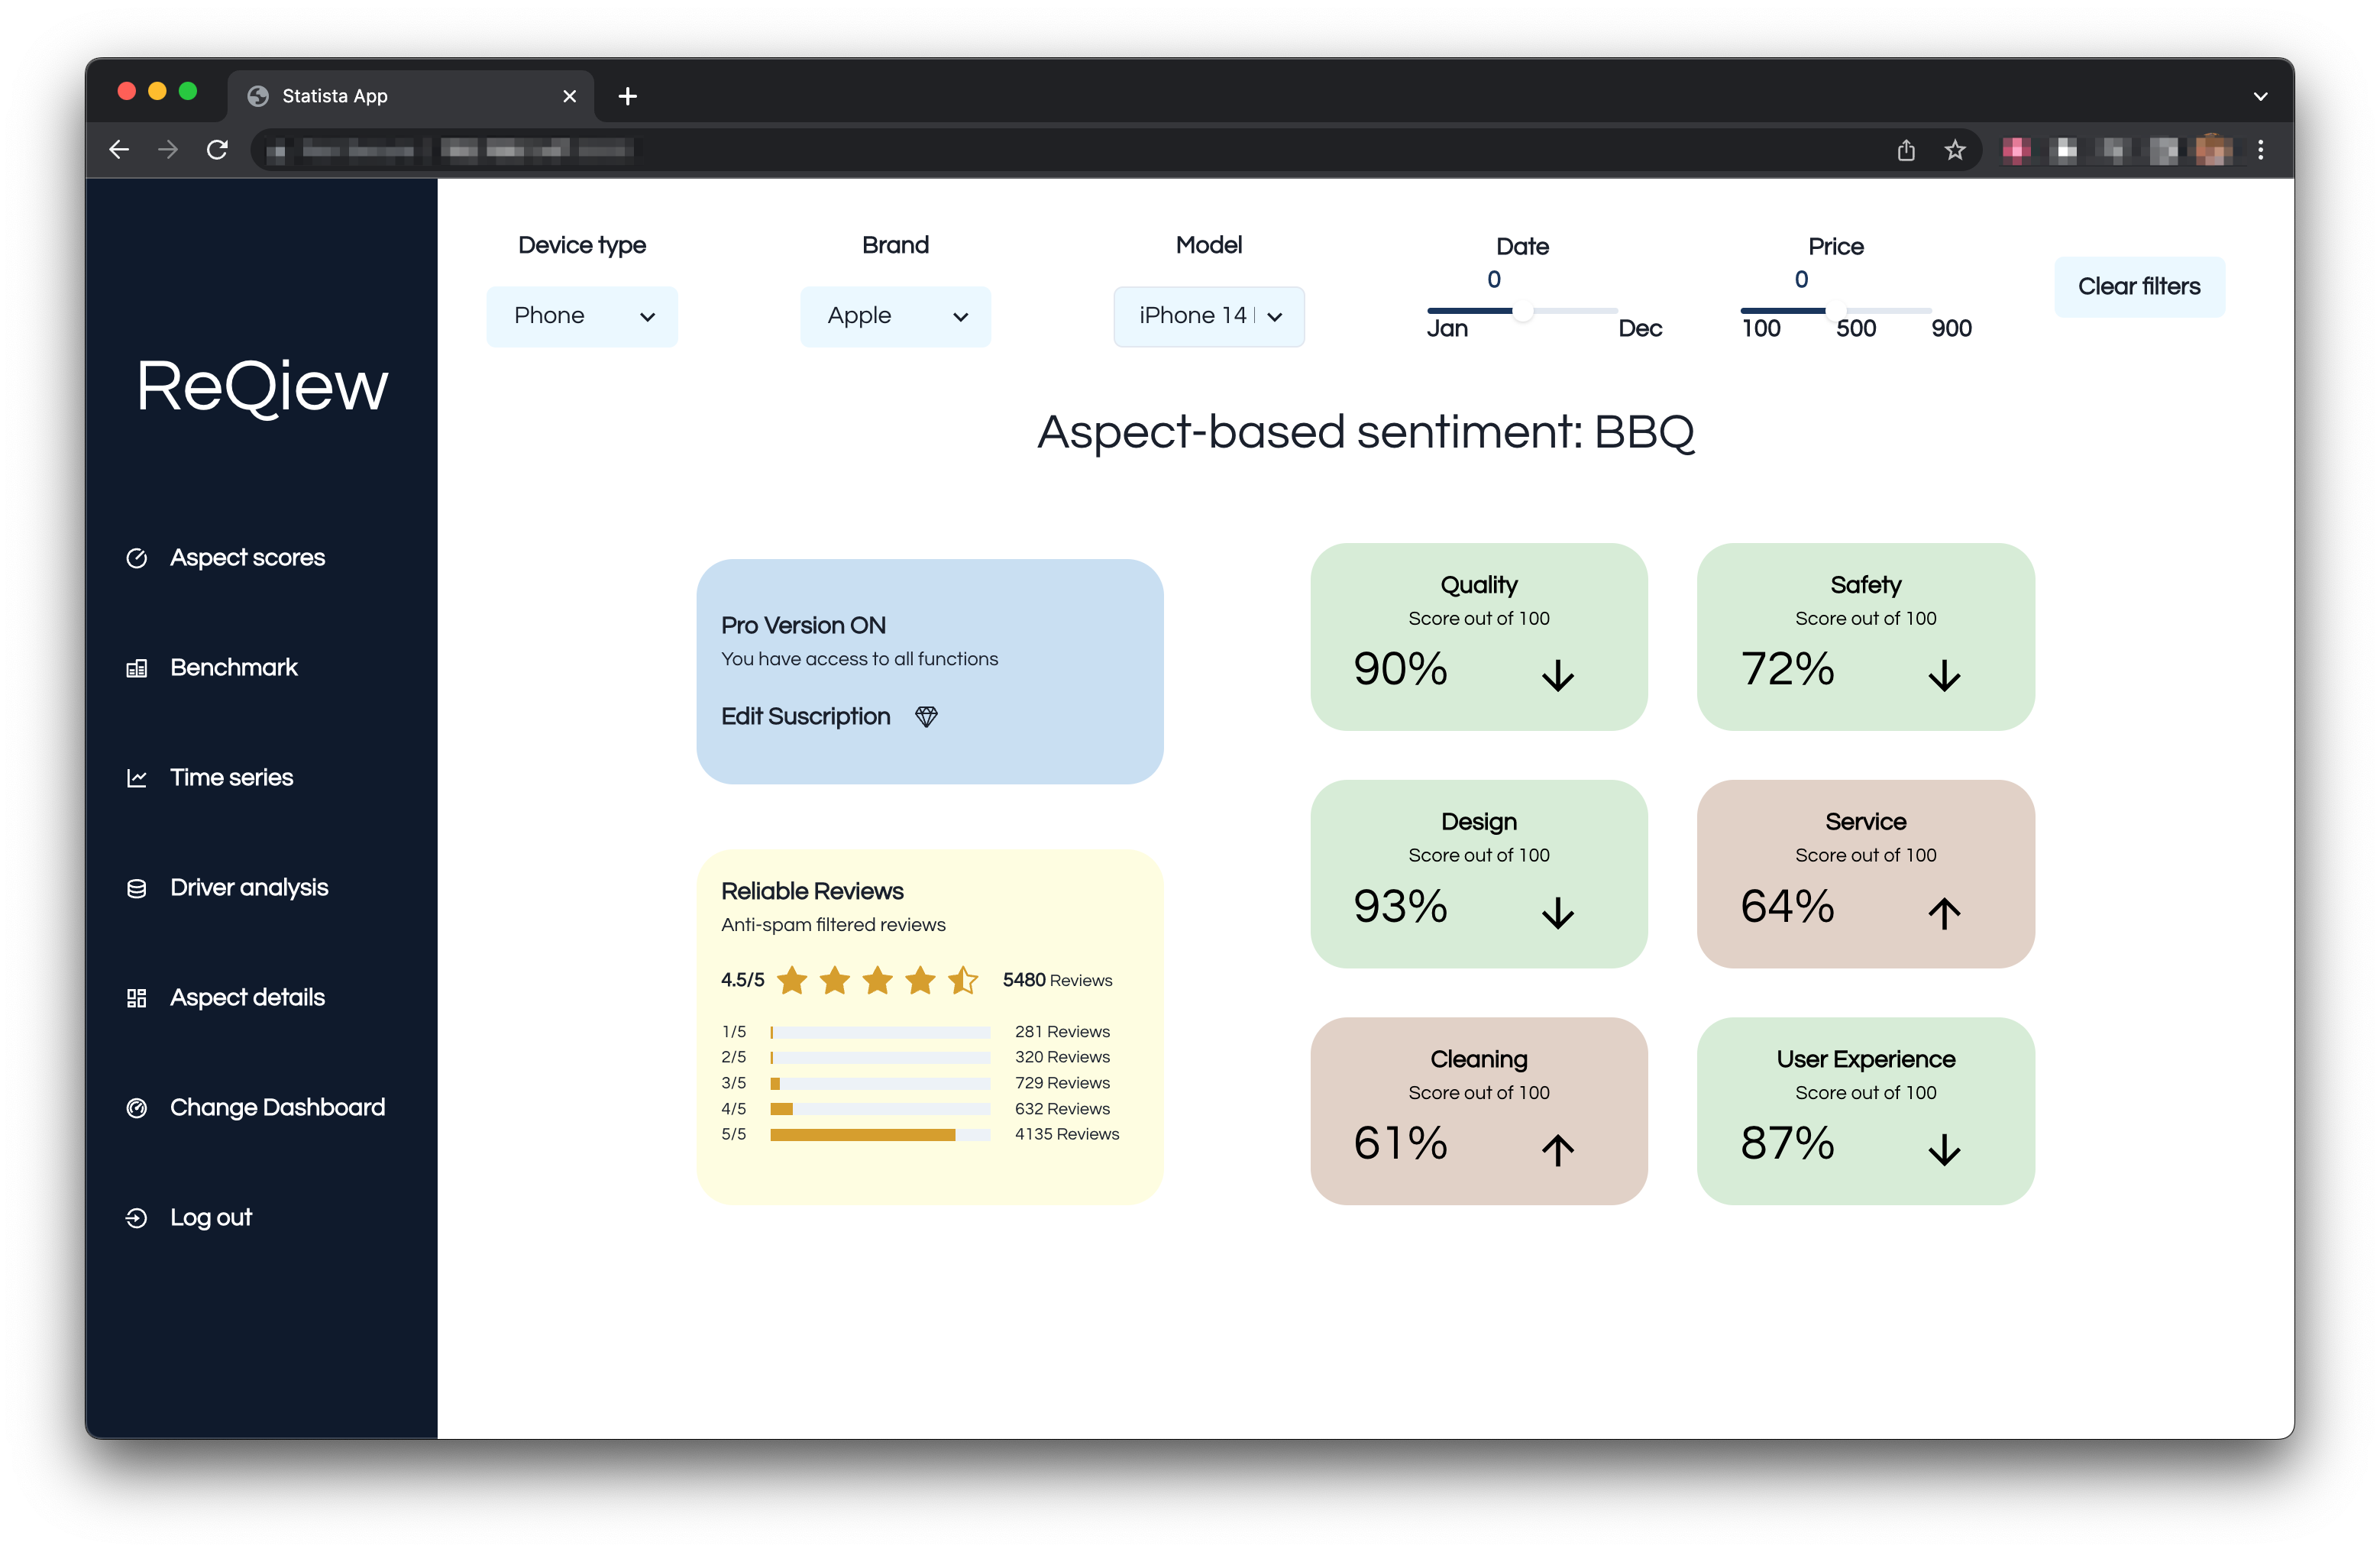 Statista App
Device type
Brand
Model
Date
Price
0
0
Clear filters
Phone
Apple
iPhone 14
Jan
Dec
100
500
900
ReQiew
Aspect-based sentiment: BBQ
Aspect scores
Benchmark
Time series
Driver analysis
Aspect details
Change Dashboard
Log out
Pro Version ON
You have access to all functions
Edit Suscription
Reliable Reviews
Anti-spam filtered reviews
4.5/5
5480 Reviews
1/5
281 Reviews
2/5
320 Reviews
3/5
729 Reviews
4/5
632 Reviews
5/5
4135 Reviews
Quality
Score out of 100
90%
Safety
Score out of 100
72%
Design
Score out of 100
93%
Service
Score out of 100
64%
Cleaning
Score out of 100
61%
User Experience
Score out of 100
87%